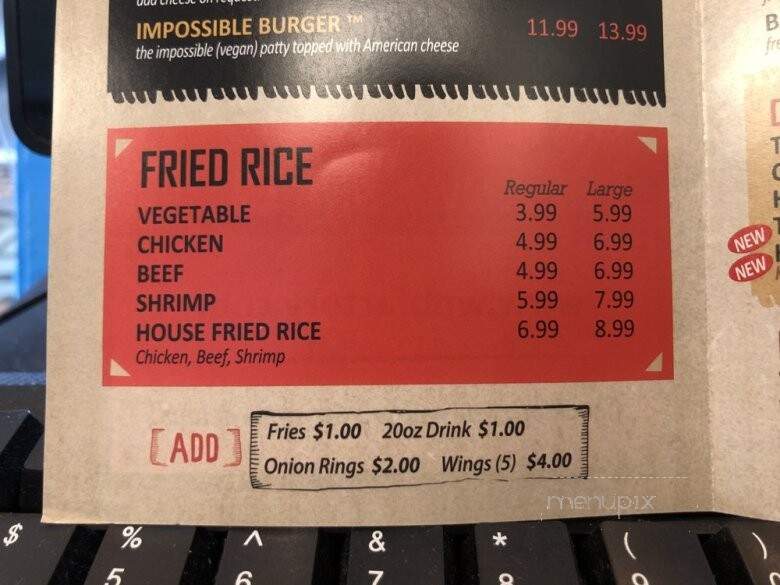 IMPOSSIBLE BURGER ™ 11.99 13.99
the impossible (vegan) patty topped with American cheese
FRIED RICE
Regular Large
VEGETABLE 3.99 5.99
CHICKEN 4.99 6.99
BEEF 4.99 6.99
SHRIMP 5.99 7.99
HOUSE FRIED RICE 6.99 8.99
Chicken, Beef, Shrimp
[ADD]
Fries $1.00 20oz Drink $1.00
Onion Rings $2.00 Wings (5) $4.00
menupix
NEW
NEW
$ % ^ & * ( )
5 6 7 8 9 0